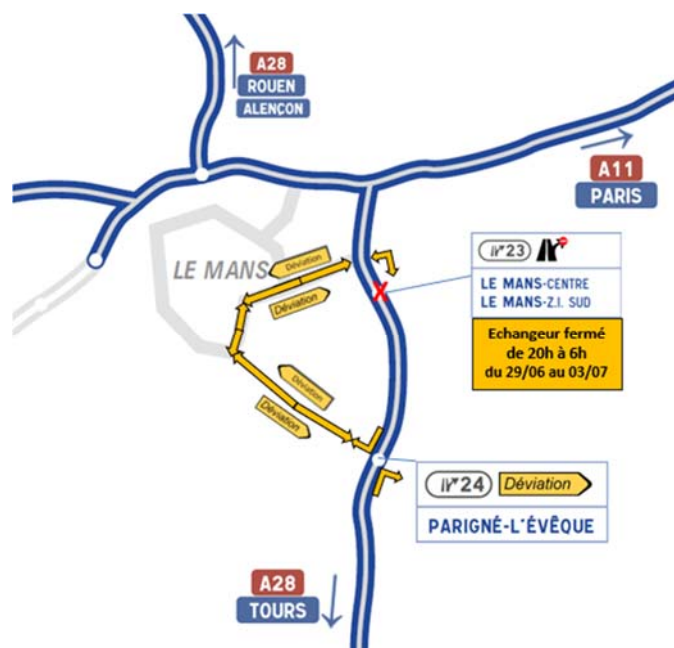 A28
ROUEN
ALENÇON
A11
PARIS
LE MANS
Déviation
Déviation
23
LE MANS-CENTRE
LE MANS-Z.I. SUD
Echangeur fermé
de 20h à 6h
du 29/06 au 03/07
Déviation
Déviation
24 Déviation
PARIGNÉ-L'ÉVÊQUE
A28
TOURS